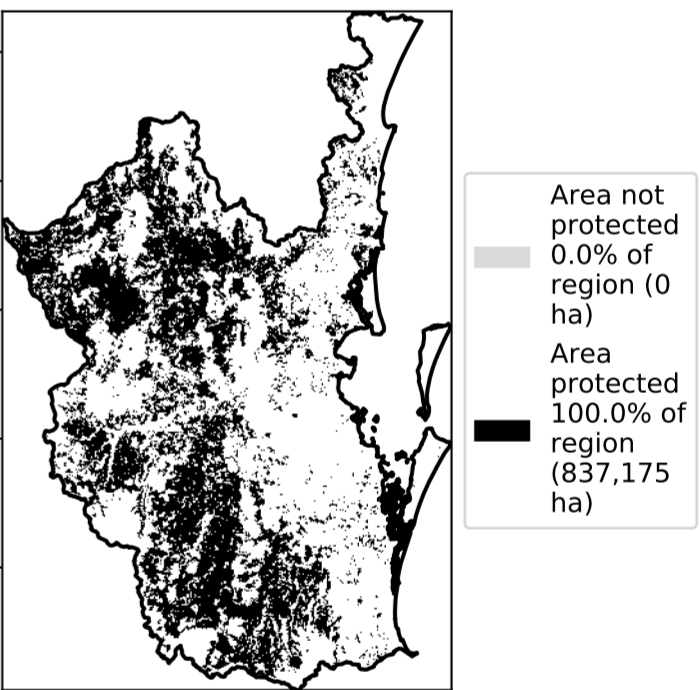 Area not
protected
0.0% of
region (0
ha)
Area
protected
100.0% of
region
(837,175
ha)